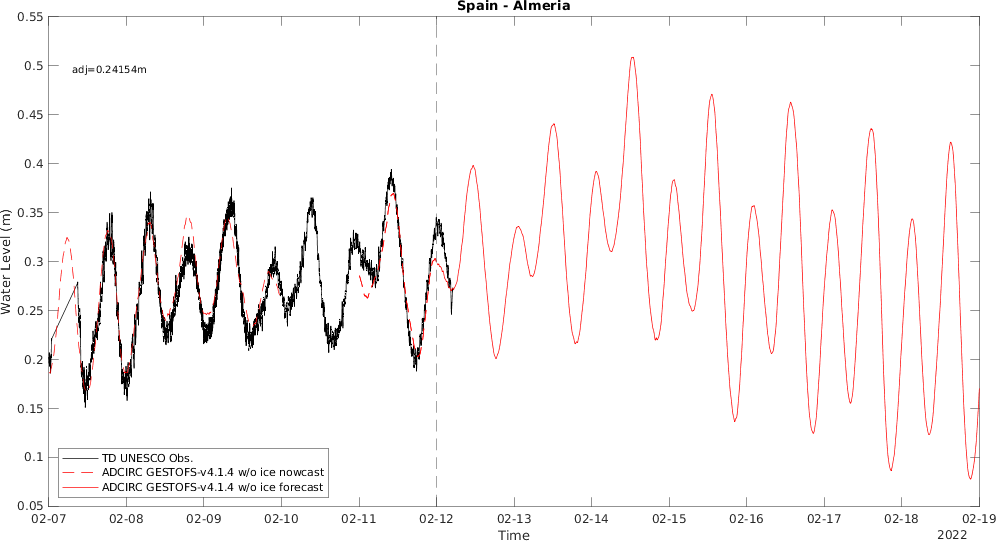 Spain - Almeria
0.55
0.5
0.45
0.4
0.35
0.3
0.25
0.2
0.15
0.1
0.05
Water Level (m)
adj=0.24154m
TD UNESCO Obs.
ADCIRC GESTOFS-v4.1.4 w/o ice nowcast
ADCIRC GESTOFS-v4.1.4 w/o ice forecast
02-07 02-08 02-09 02-10 02-11 02-12 02-13 02-14 02-15 02-16 02-17 02-18 02-19
Time
2022